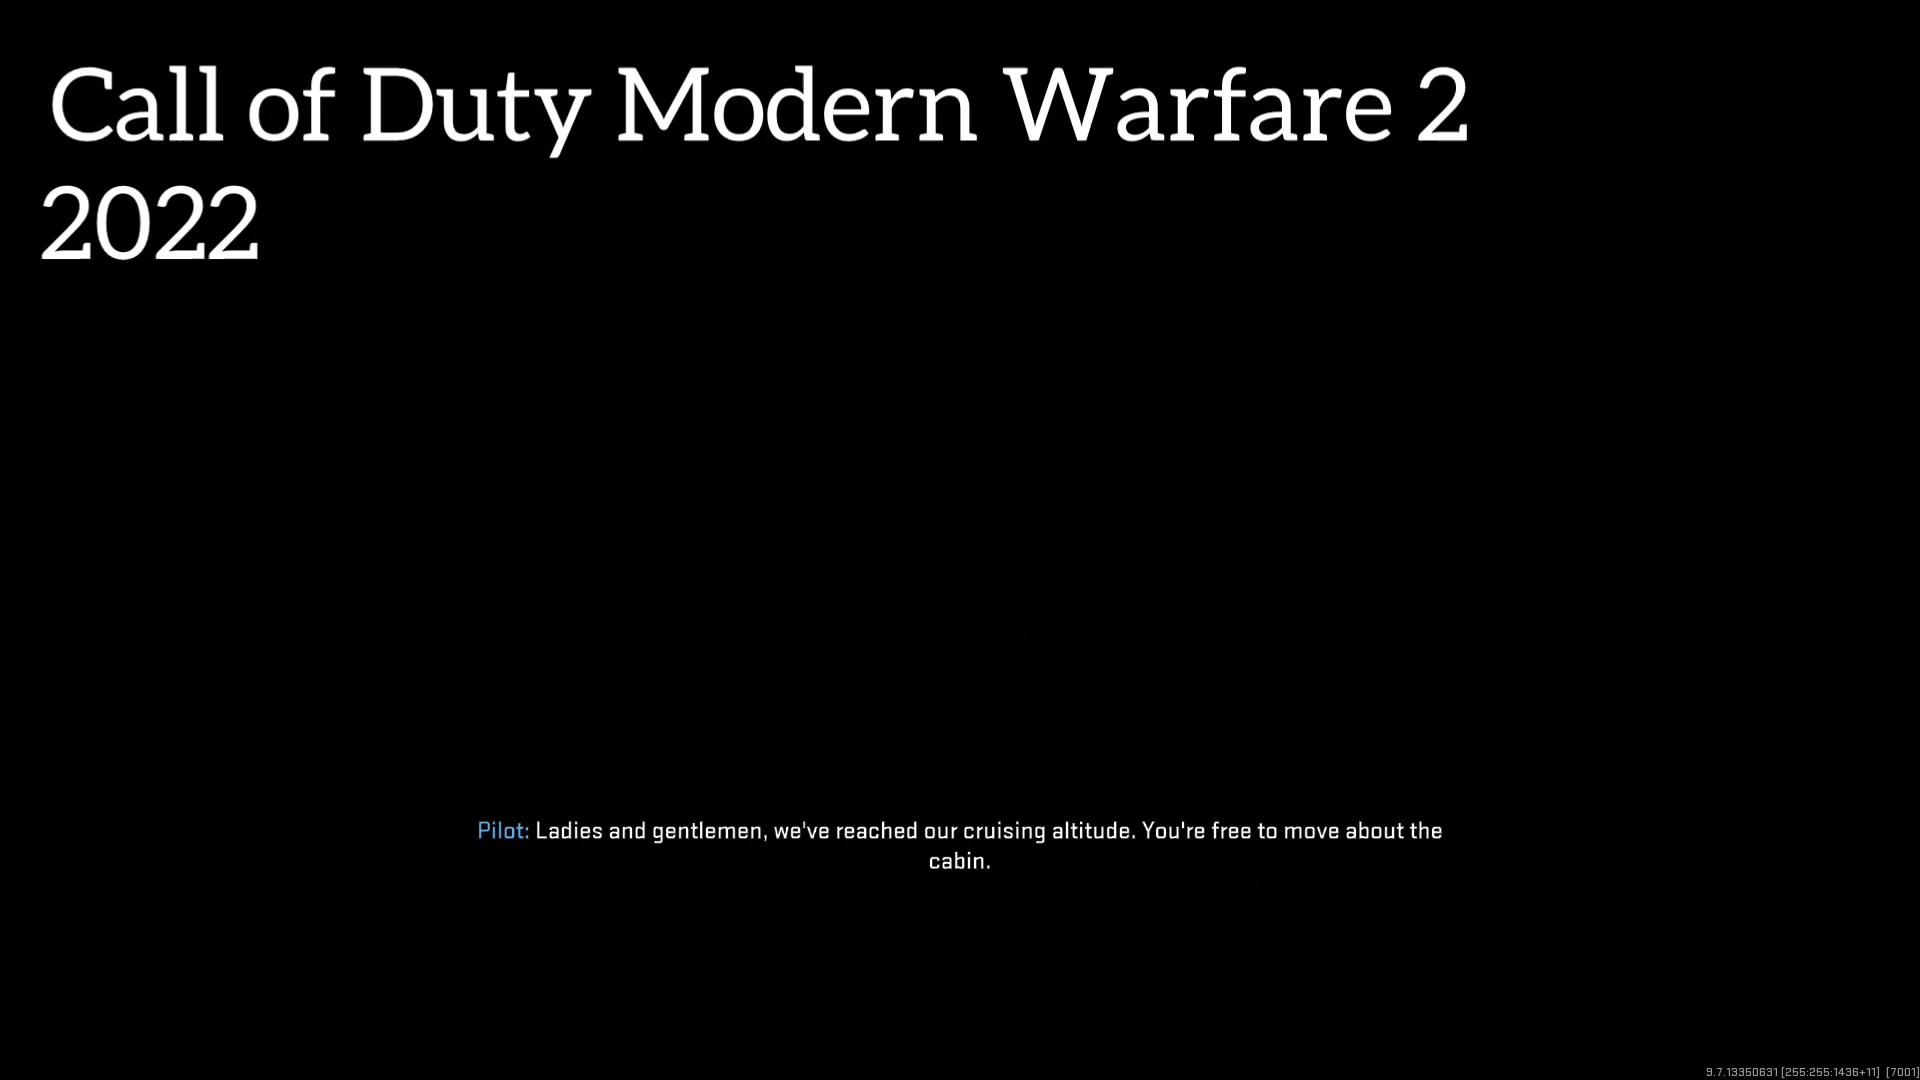 Call of Duty Modern Warfare 2
2022
Pilot: Ladies and gentlemen, we've reached our cruising altitude. You're free to move about the
cabin.
9.7.13350631 [255:255:1436+11] [7001]